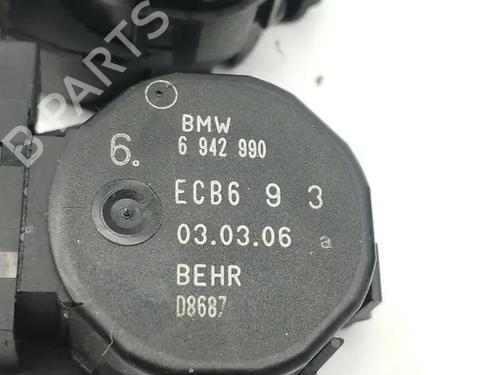 B-PARTS
BMW
6 942 990
6.
ECB6 9 3
03.03.06 a
BEHR
D8687